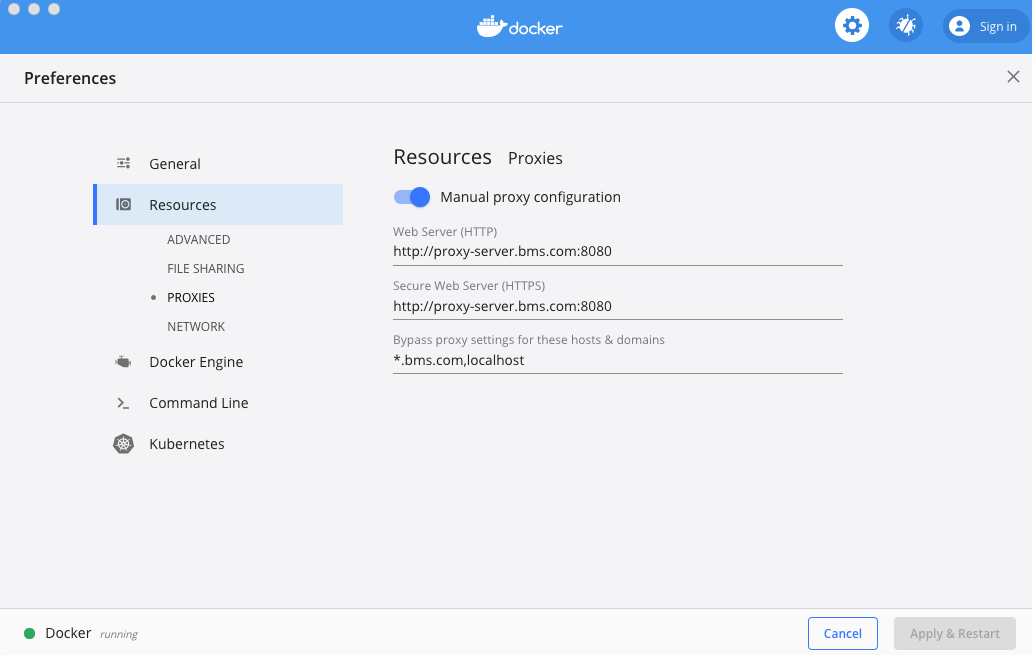 docker
Sign in
Preferences
General
Resources
ADVANCED
FILE SHARING
PROXIES
NETWORK
Docker Engine
Command Line
Kubernetes
Resources Proxies
Manual proxy configuration
Web Server (HTTP)
http://proxy-server.bms.com:8080
Secure Web Server (HTTPS)
http://proxy-server.bms.com:8080
Bypass proxy settings for these hosts & domains
*.bms.com,localhost
Docker running
Cancel
Apply & Restart